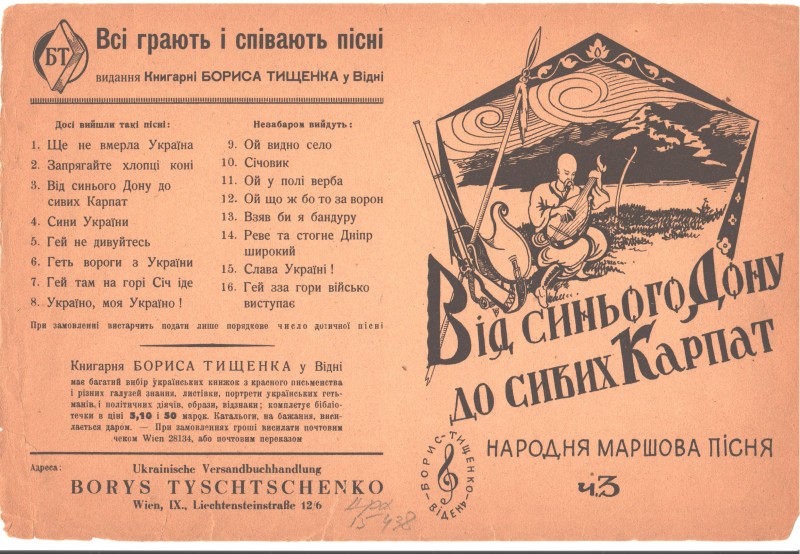 БТ
Всі грають і співають пісні
видання Книгарні БОРИСА ТИЩЕНКА у Відні
Досі вийшли такі пісні:
1. Ще не вмерла Україна
2. Запрягайте хлопці коні
3. Від синього Дону до
сивих Карпат
4. Сини України
5. Гей не дивуйтесь
6. Геть вороги з України
7. Гей там на горі Січ іде
8. Україно, моя Україно !
Незабаром вийдуть:
9. Ой видно село
10. Січовик
11. Ой у полі верба
12. Ой що ж бо то за ворон
13. Взяв би я бандуру
14. Реве та стогне Дніпр
широкий
15. Слава Україні !
16. Гей зза гори військо
виступає
При замовленні вистарчить подати лише порядкове число дотичної пісні
Книгарня БОРИСА ТИЩЕНКА у Відні
має багатий вибір українських книжок з красного письменства
і різних галузей знання, листівки, портрети українських геть-
манів, і політичних діячів, образи, відзнаки; комплетує бібліо-
течки в ціні 5,10 і 50 марок. Катальоги, на бажання, виси-
лається даром. — При замовленнях гроші висилати почтовим
чеком Wien 28134, або почтовим переказом
Адреса:
Ukrainische Versandbuchhandlung
BORYS TYSCHTSCHENKO
Wien, IX., Liechtensteinstraße 12/6
15-438
Від синього Дону
до сивих Карпат
НАРОДНЯ МАРШОВА ПІСНЯ
ч.3
БОРИС-ТИЩЕНКО-ВІДЕНЬ